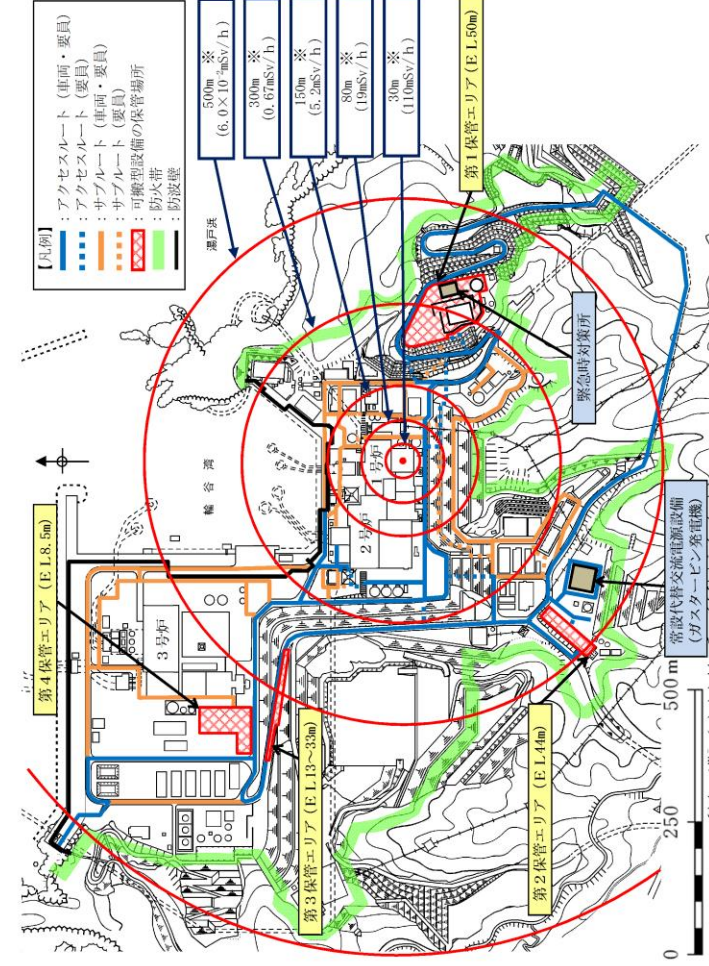 【凡例】
：アクセスルート（車両・要員）
：アクセスルート（要員）
：サブルート（車両・要員）
：サブルート（要員）
：可搬型設備の保管場所
：防火帯
：防波壁
500m ※
(6.0×10⁻²mSv/h)
300m ※
(0.67mSv/h)
150m ※
(5.2mSv/h)
80m ※
(19mSv/h)
30m ※
(110mSv/h)
第1保管エリア（ＥＬ50m）
湯戸浜
輪谷湾
第4保管エリア（ＥＬ8.5m）
3号炉
2号炉
号炉
緊急時対策所
第3保管エリア（ＥＬ13～33m）
第2保管エリア（ＥＬ44m）
常設代替交流電源設備
(ガスタービン発電機)
0 250 500 m